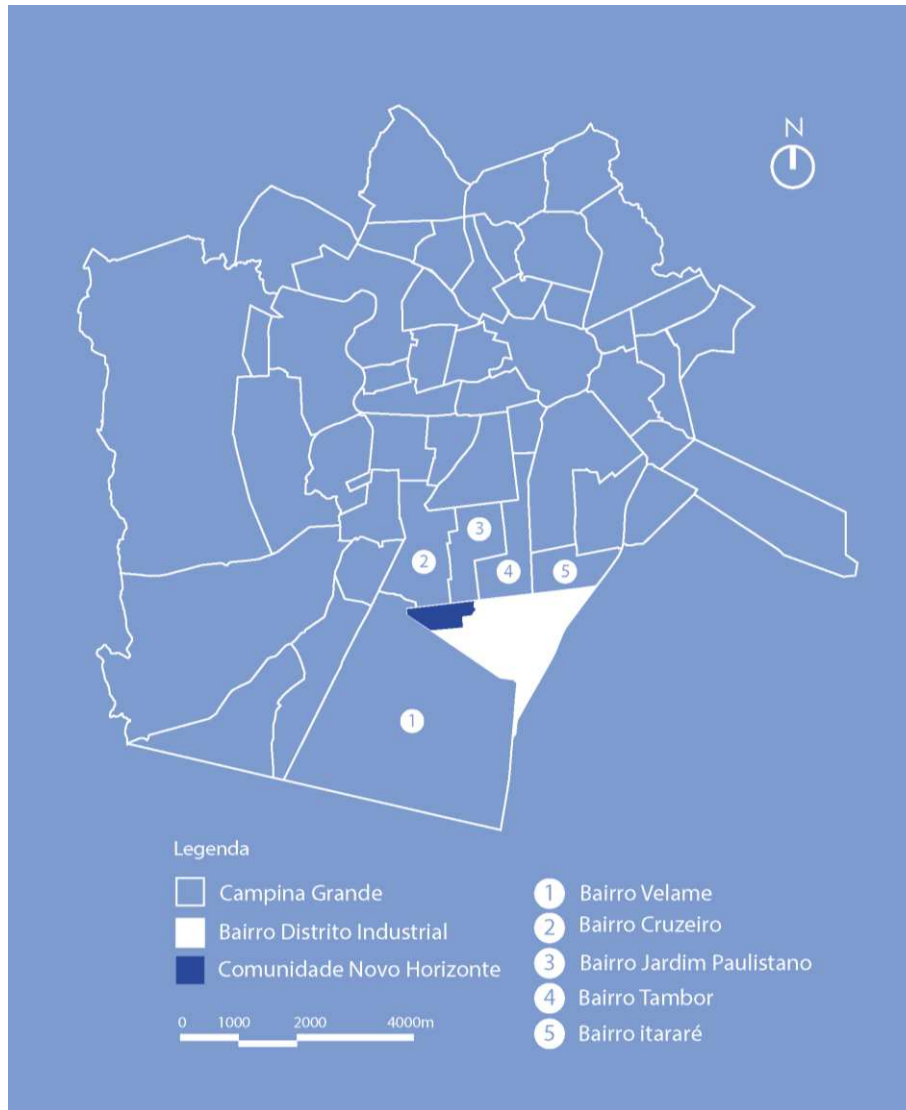 N
2
3
4
5
1
Legenda
Campina Grande
Bairro Distrito Industrial
Comunidade Novo Horizonte
0 1000 2000 4000m
1 Bairro Velame
2 Bairro Cruzeiro
3 Bairro Jardim Paulistano
4 Bairro Tambor
5 Bairro itararé